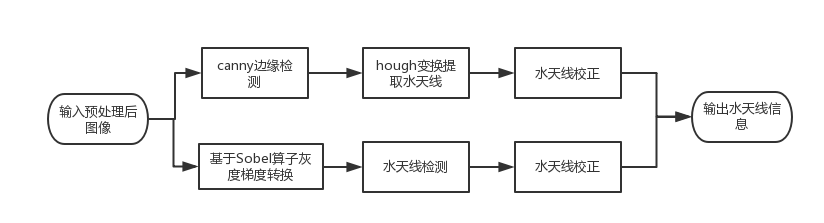 canny边缘检
测
hough变换提
取水天线
水天线校正
输入预处理后
图像
输出水天线信
息
基于Sobel算子灰
度梯度转换
水天线检测
水天线校正